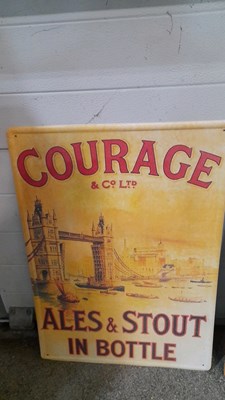 COURAGE
& Co LTD
ALES & STOUT
IN BOTTLE